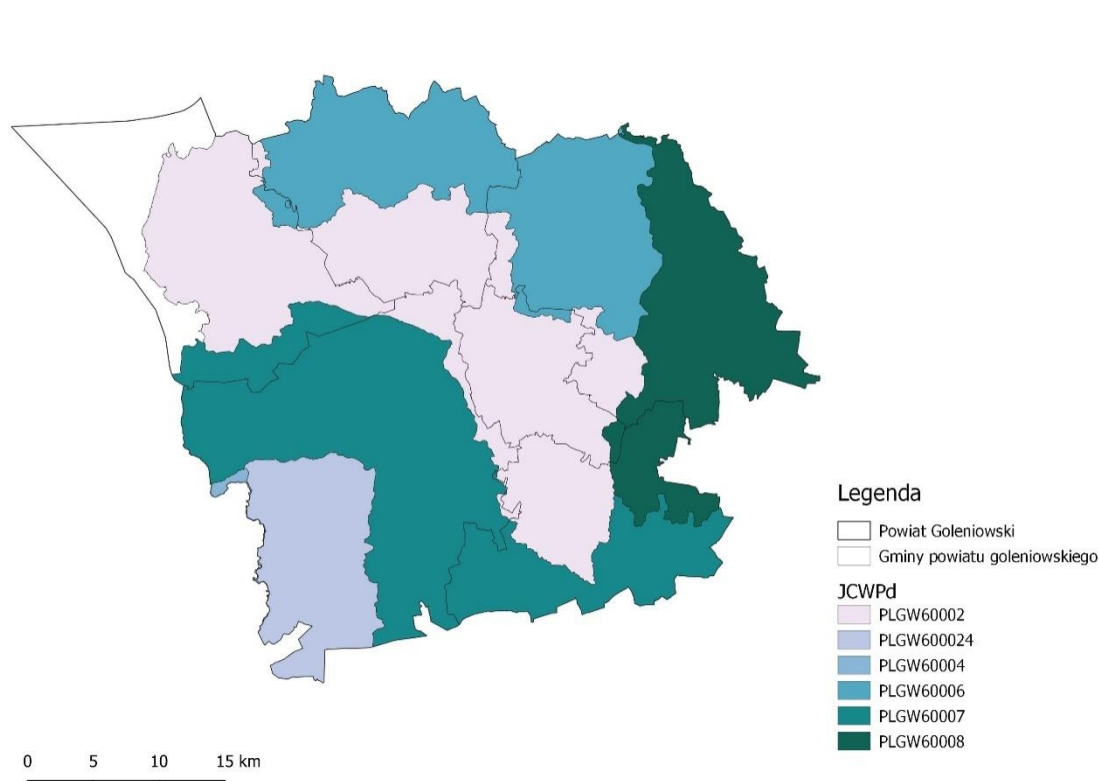 Legenda
Powiat Goleniowski
Gminy powiatu goleniowskiego
JCWPd
PLGW60002
PLGW600024
PLGW60004
PLGW60006
PLGW60007
PLGW60008
0 5 10 15 km